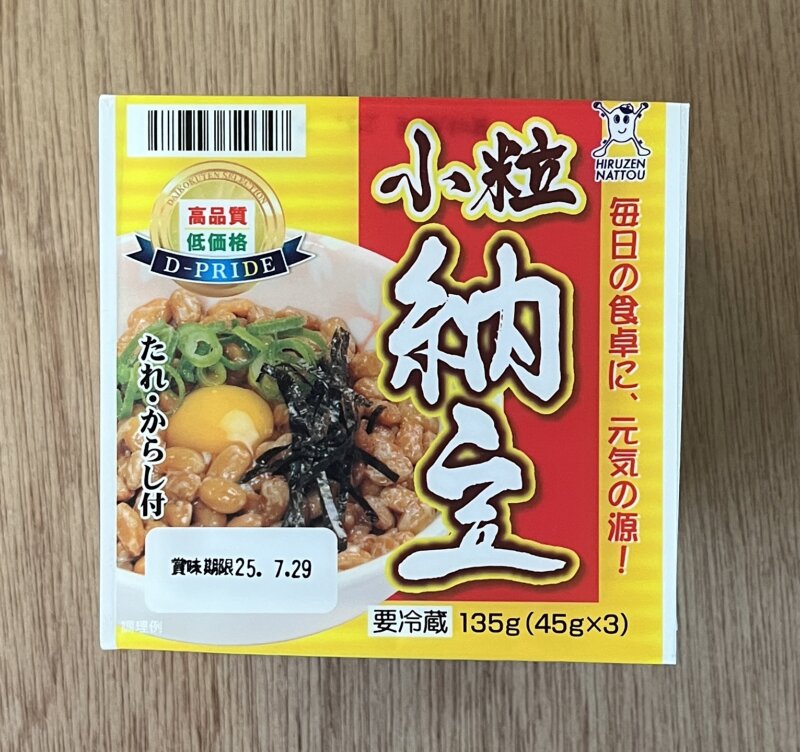 DAIKOKUTEN SELECTION
高品質
低価格
D-PRIDE
小粒
納豆
HIRUZEN
NATTOU
毎日の食卓に、元気の源!
たれ・からし付
賞味期限25. 7.29
調理例
要冷蔵 135g(45g×3)